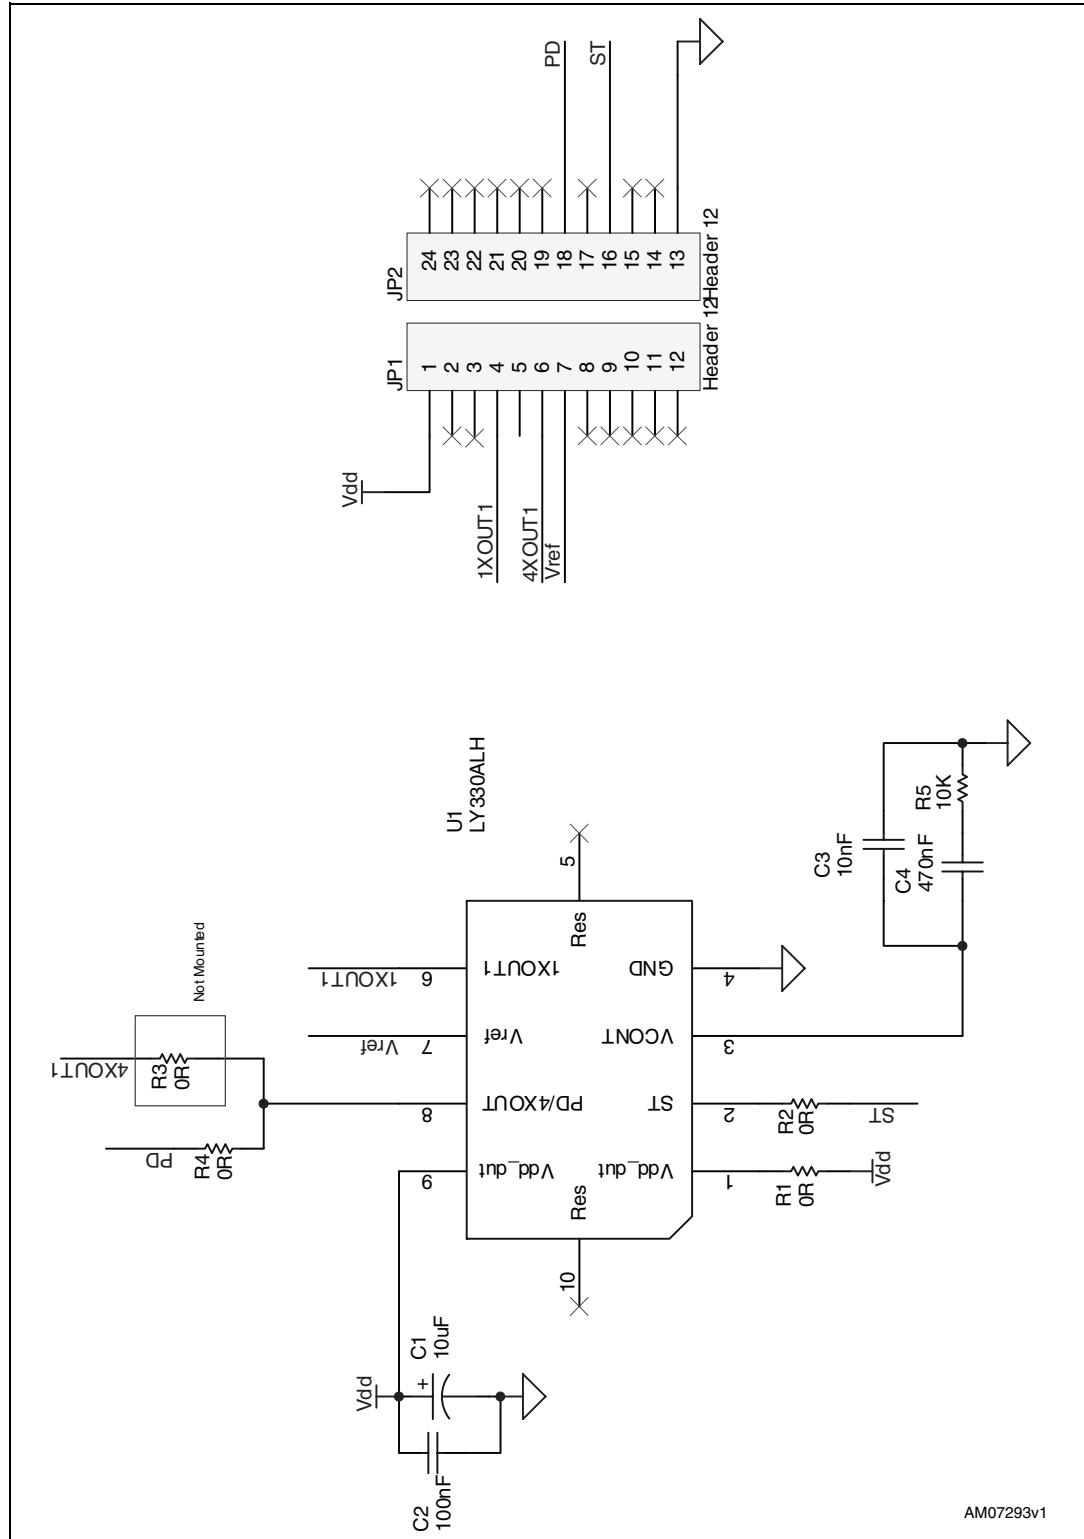 PD
ST
JP2
24
23
22
21
20
19
18
17
16
15
14
13
Header 12
JP1
1
2
3
4
5
6
7
8
9
10
11
12
Header 12
Vdd
1XOUT1
4XOUT1
Vref
U1
LY330ALH
5
Res
C3
10nF
C4
470nF
R5
10K
Not Mounted
4XOUT1
R3
0R
PD
R4
0R
1XOUT1
6
1XOUT1
Vref
7
Vref
8
PD/4XOUT
9
Vdd_dut
GND
4
VCONT
3
ST
2
R2
0R
ST
Vdd_dut
1
R1
0R
Vdd
Res
10
Vdd
C1
10uF
+
C2
100nF
AM07293v1